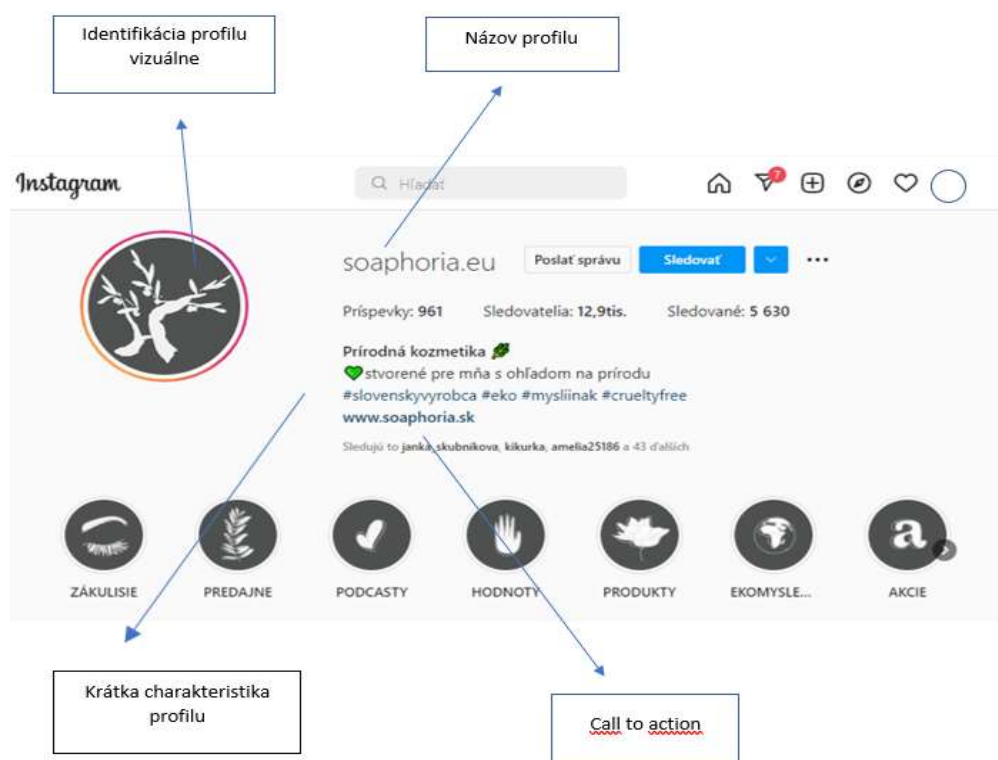 Identifikácia profilu
vizuálne
Názov profilu
Instagram
Hľadať
7
soaphoria.eu
Poslať správu
Sledovať
Príspevky: 961 Sledovatelia: 12,9tis. Sledované: 5 630
Prírodná kozmetika
stvorené pre mňa s ohľadom na prírodu
#slovenskyvyrobca #eko #mysliinak #crueltyfree
www.soaphoria.sk
Sledujú to janka_skubnikova, kikurka, amelia25186 a 43 ďalších
a
ZÁKULISIE PREDAJNE PODCASTY HODNOTY PRODUKTY EKOMYSLE... AKCIE
Krátka charakteristika
profilu
Call to action